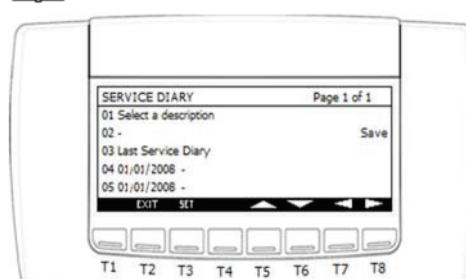 SERVICE DIARY Page 1 of 1
01 Select a description
02 - Save
03 Last Service Diary
04 01/01/2008 -
05 01/01/2008 -
EXIT SET
T1 T2 T3 T4 T5 T6 T7 T8